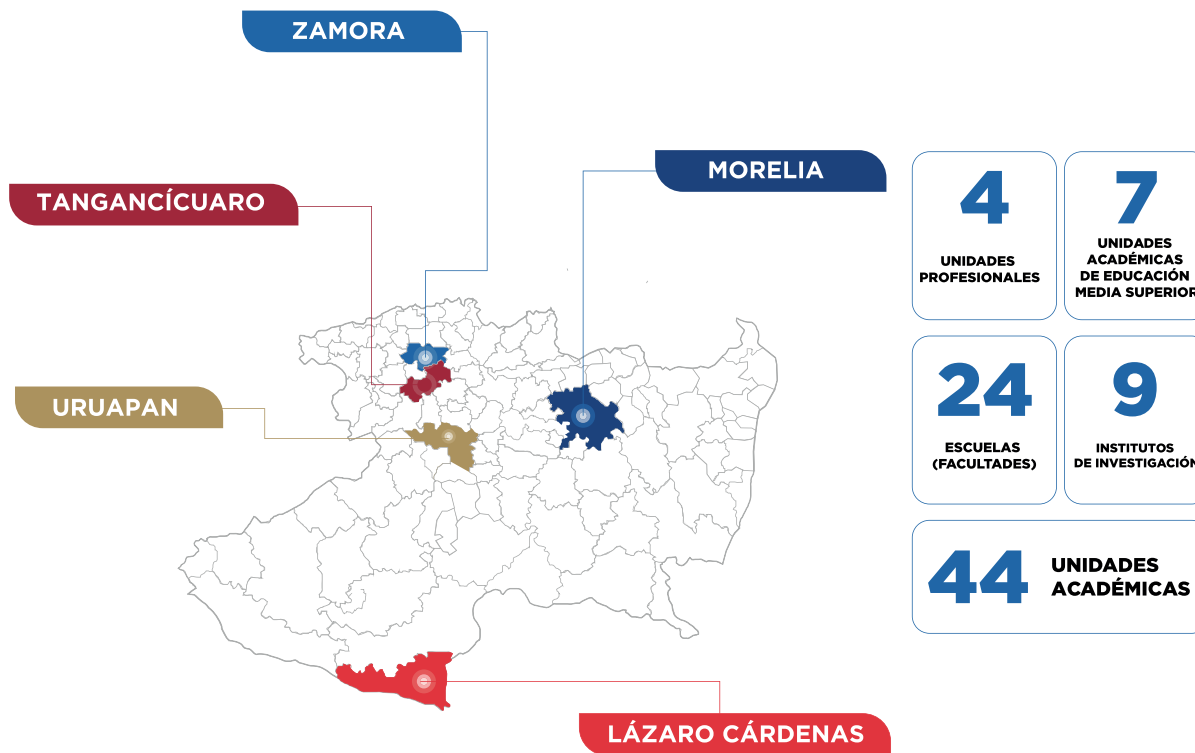 ZAMORA
MORELIA
TANGANCÍCUARO
URUAPAN
LÁZARO CÁRDENAS
4
UNIDADES
PROFESIONALES
7
UNIDADES
ACADÉMICAS
DE EDUCACIÓN
MEDIA SUPERIOR
24
ESCUELAS
(FACULTADES)
9
INSTITUTOS
DE INVESTIGACIÓN
44
UNIDADES
ACADÉMICAS